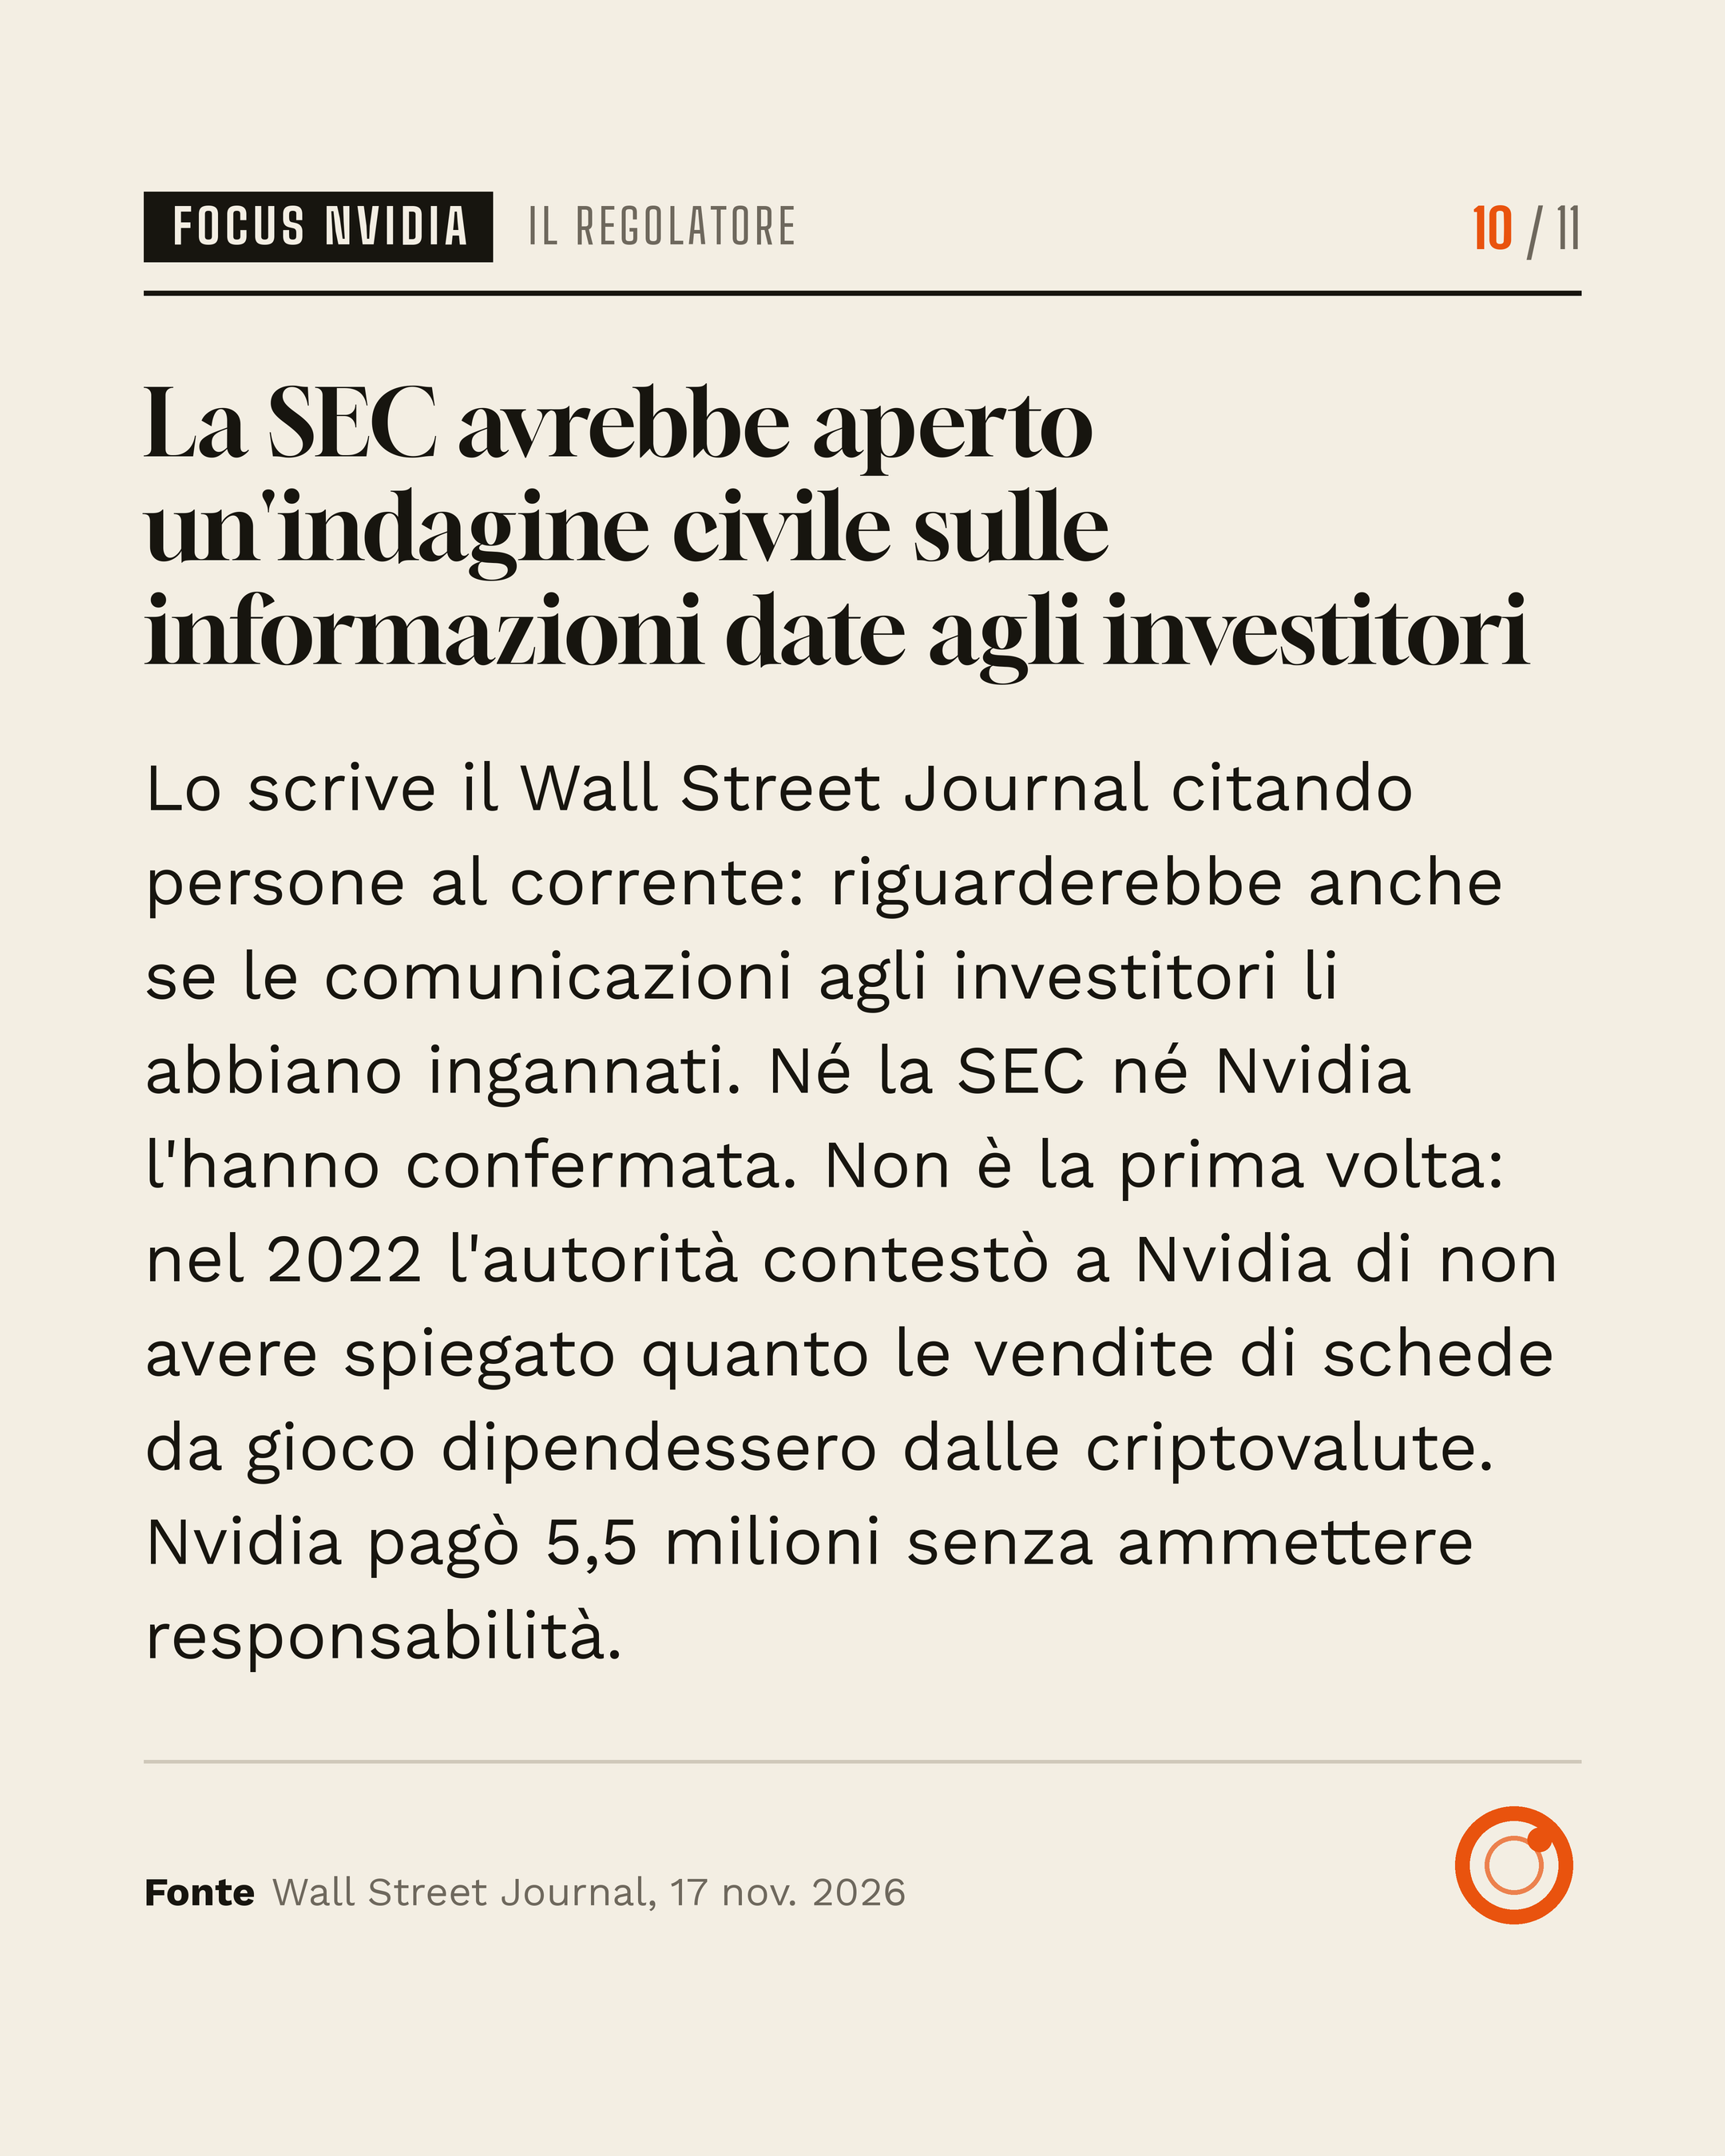 FOCUS NVIDIA IL REGOLATORE 10 / 11
La SEC avrebbe aperto
un'indagine civile sulle
informazioni date agli investitori
Lo scrive il Wall Street Journal citando
persone al corrente: riguarderebbe anche
se le comunicazioni agli investitori li
abbiano ingannati. Né la SEC né Nvidia
l'hanno confermata. Non è la prima volta:
nel 2022 l'autorità contestò a Nvidia di non
avere spiegato quanto le vendite di schede
da gioco dipendessero dalle criptovalute.
Nvidia pagò 5,5 milioni senza ammettere
responsabilità.
Fonte Wall Street Journal, 17 nov. 2026